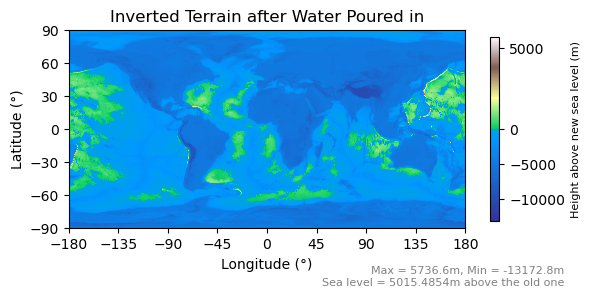 Inverted Terrain after Water Poured in
90
60
30
0
−30
−60
−90
Latitude (°)
−180 −135 −90 −45 0 45 90 135 180
Longitude (°)
5000
0
−5000
−10000
Height above new sea level (m)
Max = 5736.6m, Min = -13172.8m
Sea level = 5015.4854m above the old one